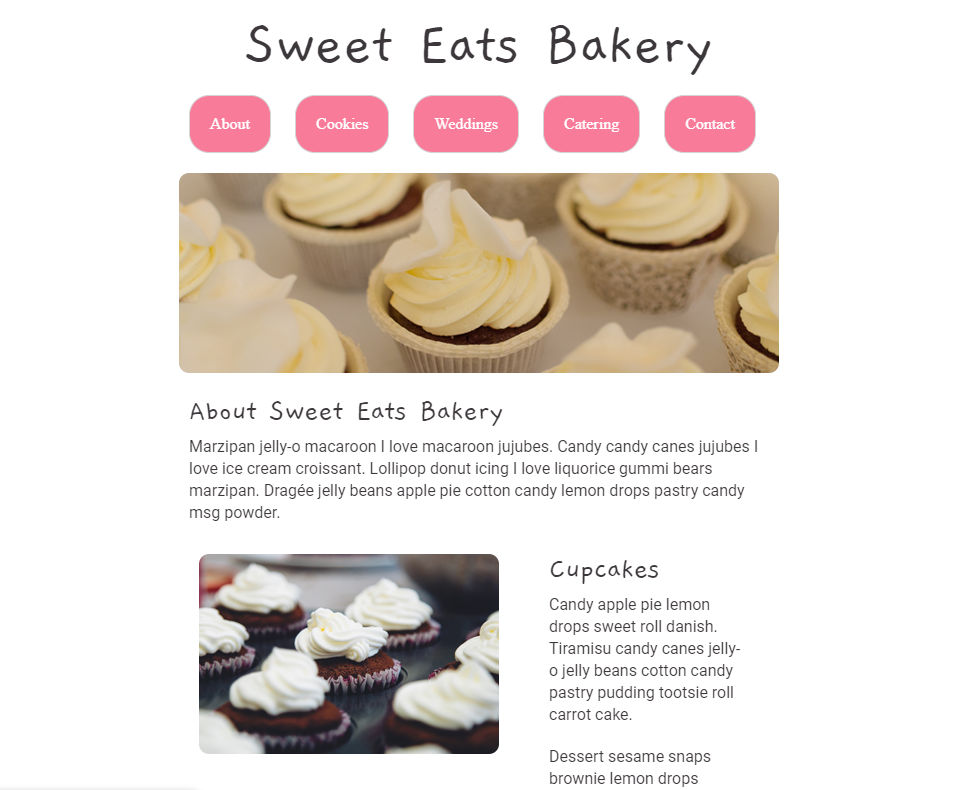 Sweet Eats Bakery
About Cookies Weddings Catering Contact
About Sweet Eats Bakery
Marzipan jelly-o macaroon I love macaroon jujubes. Candy candy canes jujubes I
love ice cream croissant. Lollipop donut icing I love liquorice gummi bears
marzipan. Dragée jelly beans apple pie cotton candy lemon drops pastry candy
msg powder.
Cupcakes
Candy apple pie lemon
drops sweet roll danish.
Tiramisu candy canes jelly-
o jelly beans cotton candy
pastry pudding tootsie roll
carrot cake.
Dessert sesame snaps
brownie lemon drops